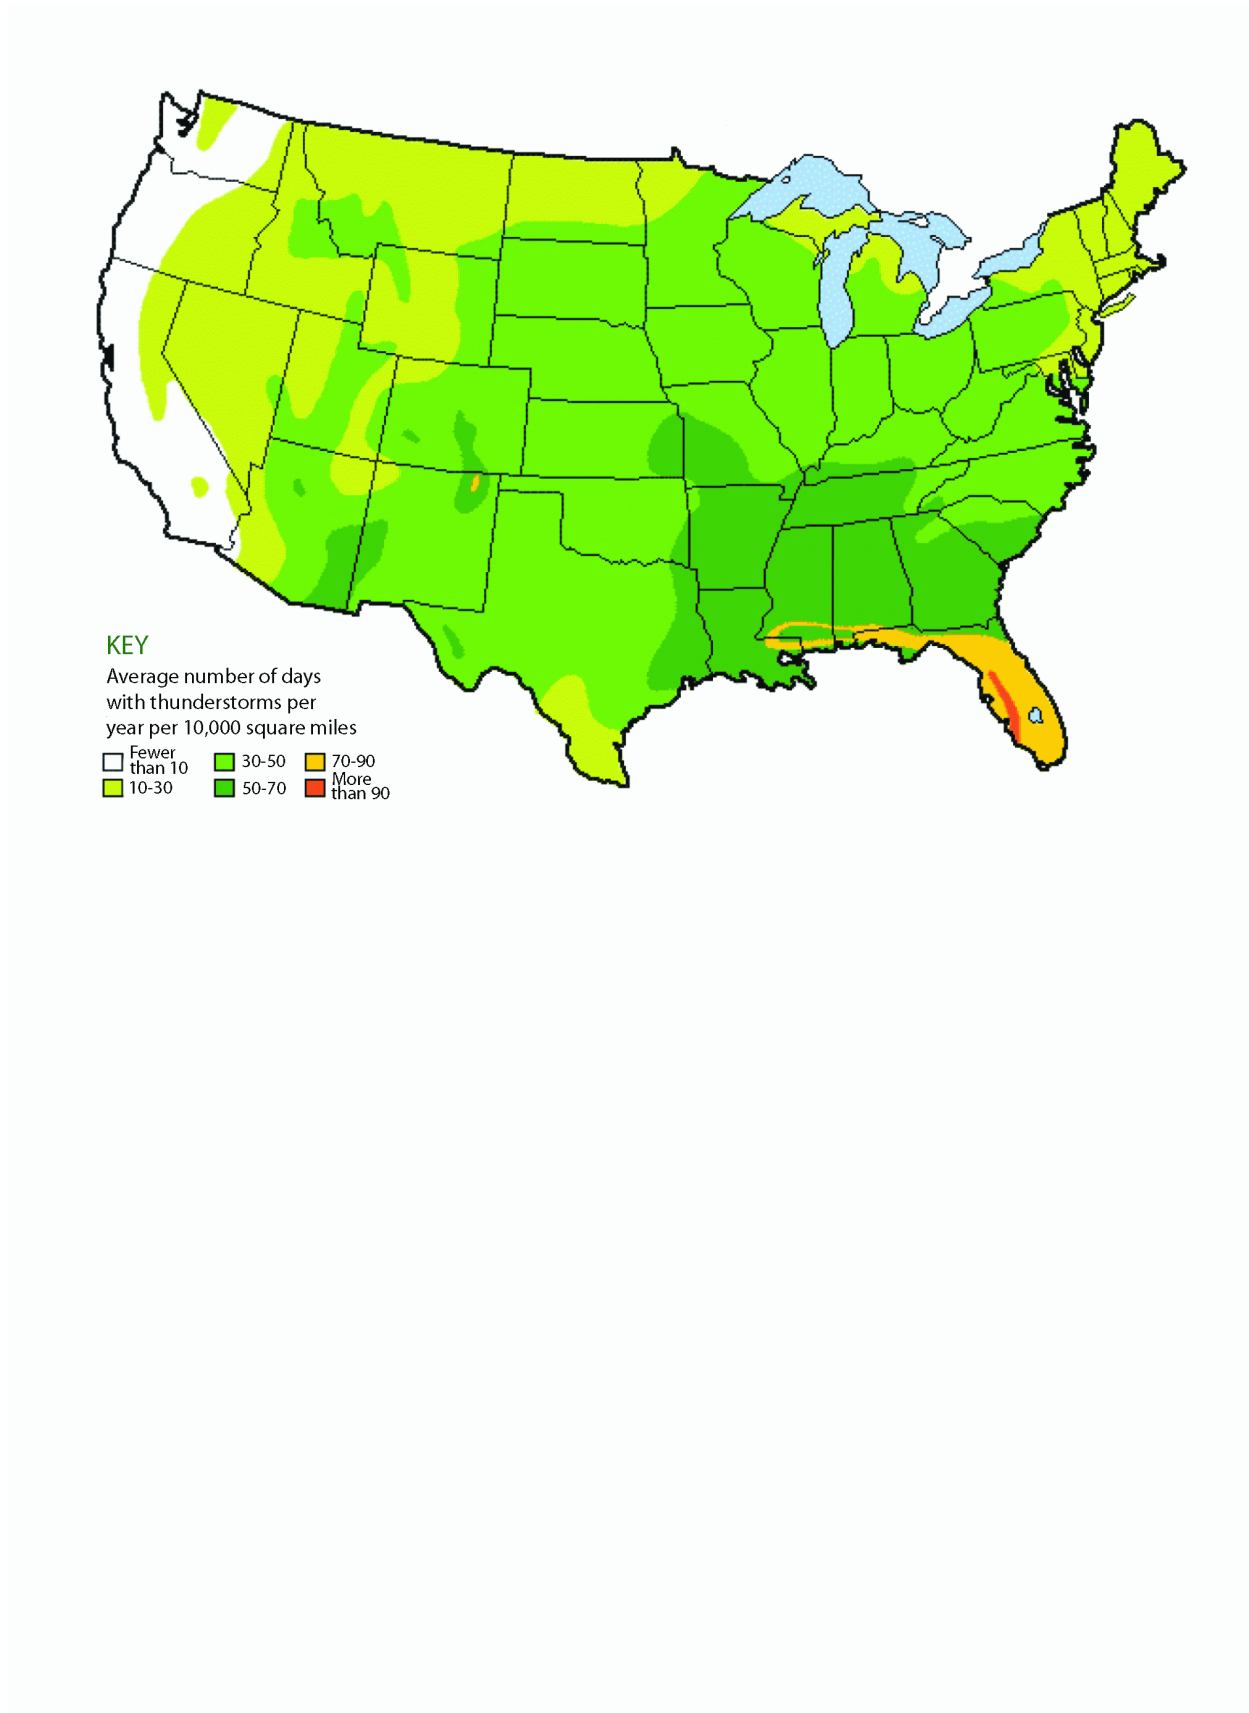 KEY
Average number of days
with thunderstorms per
year per 10,000 square miles
Fewer
than 10
10-30
30-50
50-70
70-90
More
than 90